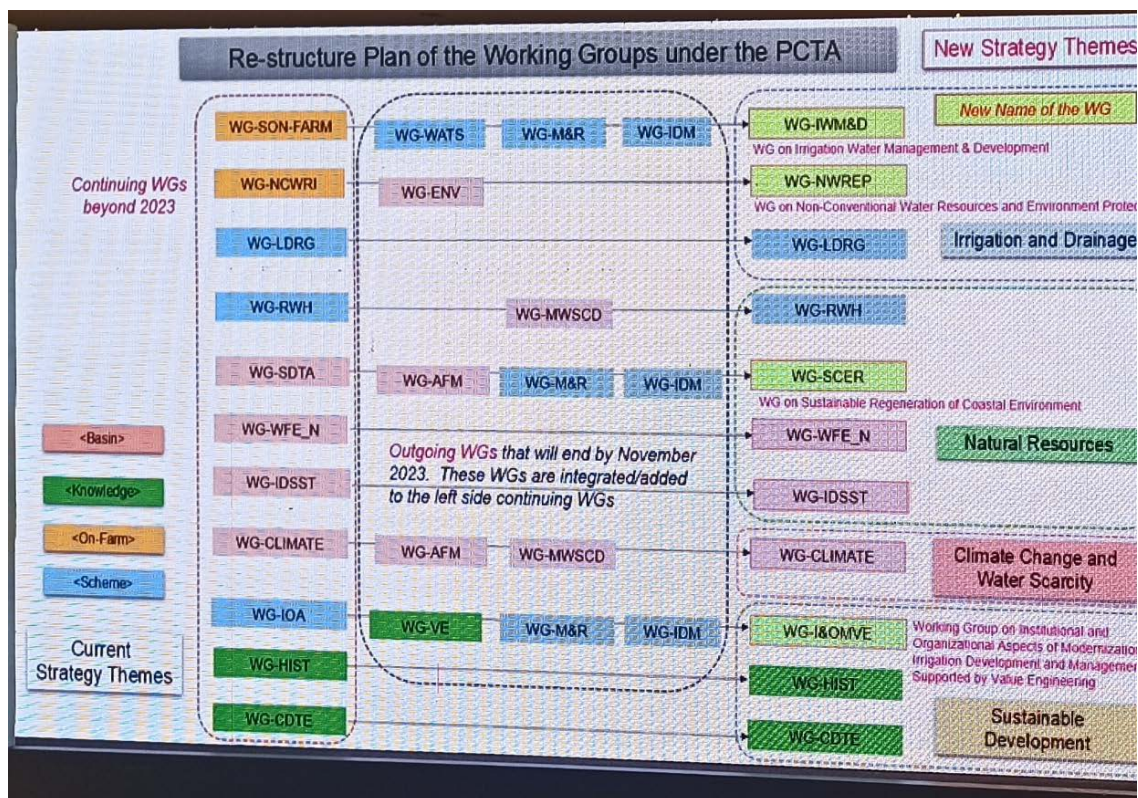 Re-structure Plan of the Working Groups under the PCTA
New Strategy Themes
WG-SON-FARM
WG-WATS
WG-M&R
WG-IDM
WG-IWM&D
New Name of the WG
WG on Irrigation Water Management & Development
Continuing WGs
beyond 2023
WG-NCWRI
WG-ENV
WG-NWREP
WG on Non-Conventional Water Resources and Environment Protec
WG-LDRG
WG-LDRG
Irrigation and Drainage
WG-RWH
WG-MWSCD
WG-RWH
WG-SDTA
WG-AFM
WG-M&R
WG-IDM
WG-SCER
WG on Sustainable Regeneration of Coastal Environment
WG-WFE_N
WG-WFE_N
Natural Resources
Outgoing WGs that will end by November
2023. These WGs are integrated/added
to the left side continuing WGs
WG-IDSST
WG-IDSST
WG-CLIMATE
WG-AFM
WG-MWSCD
WG-CLIMATE
Climate Change and
Water Scarcity
WG-IOA
WG-VE
WG-M&R
WG-IDM
WG-I&OMVE
Working Group on Institutional and
Organizational Aspects of Modernization
Irrigation Development and Management
Supported by Value Engineering
WG-HIST
WG-HIST
WG-CDTE
WG-CDTE
Sustainable
Development
<Basin>
<Knowledge>
<On-Farm>
<Scheme>
Current
Strategy Themes